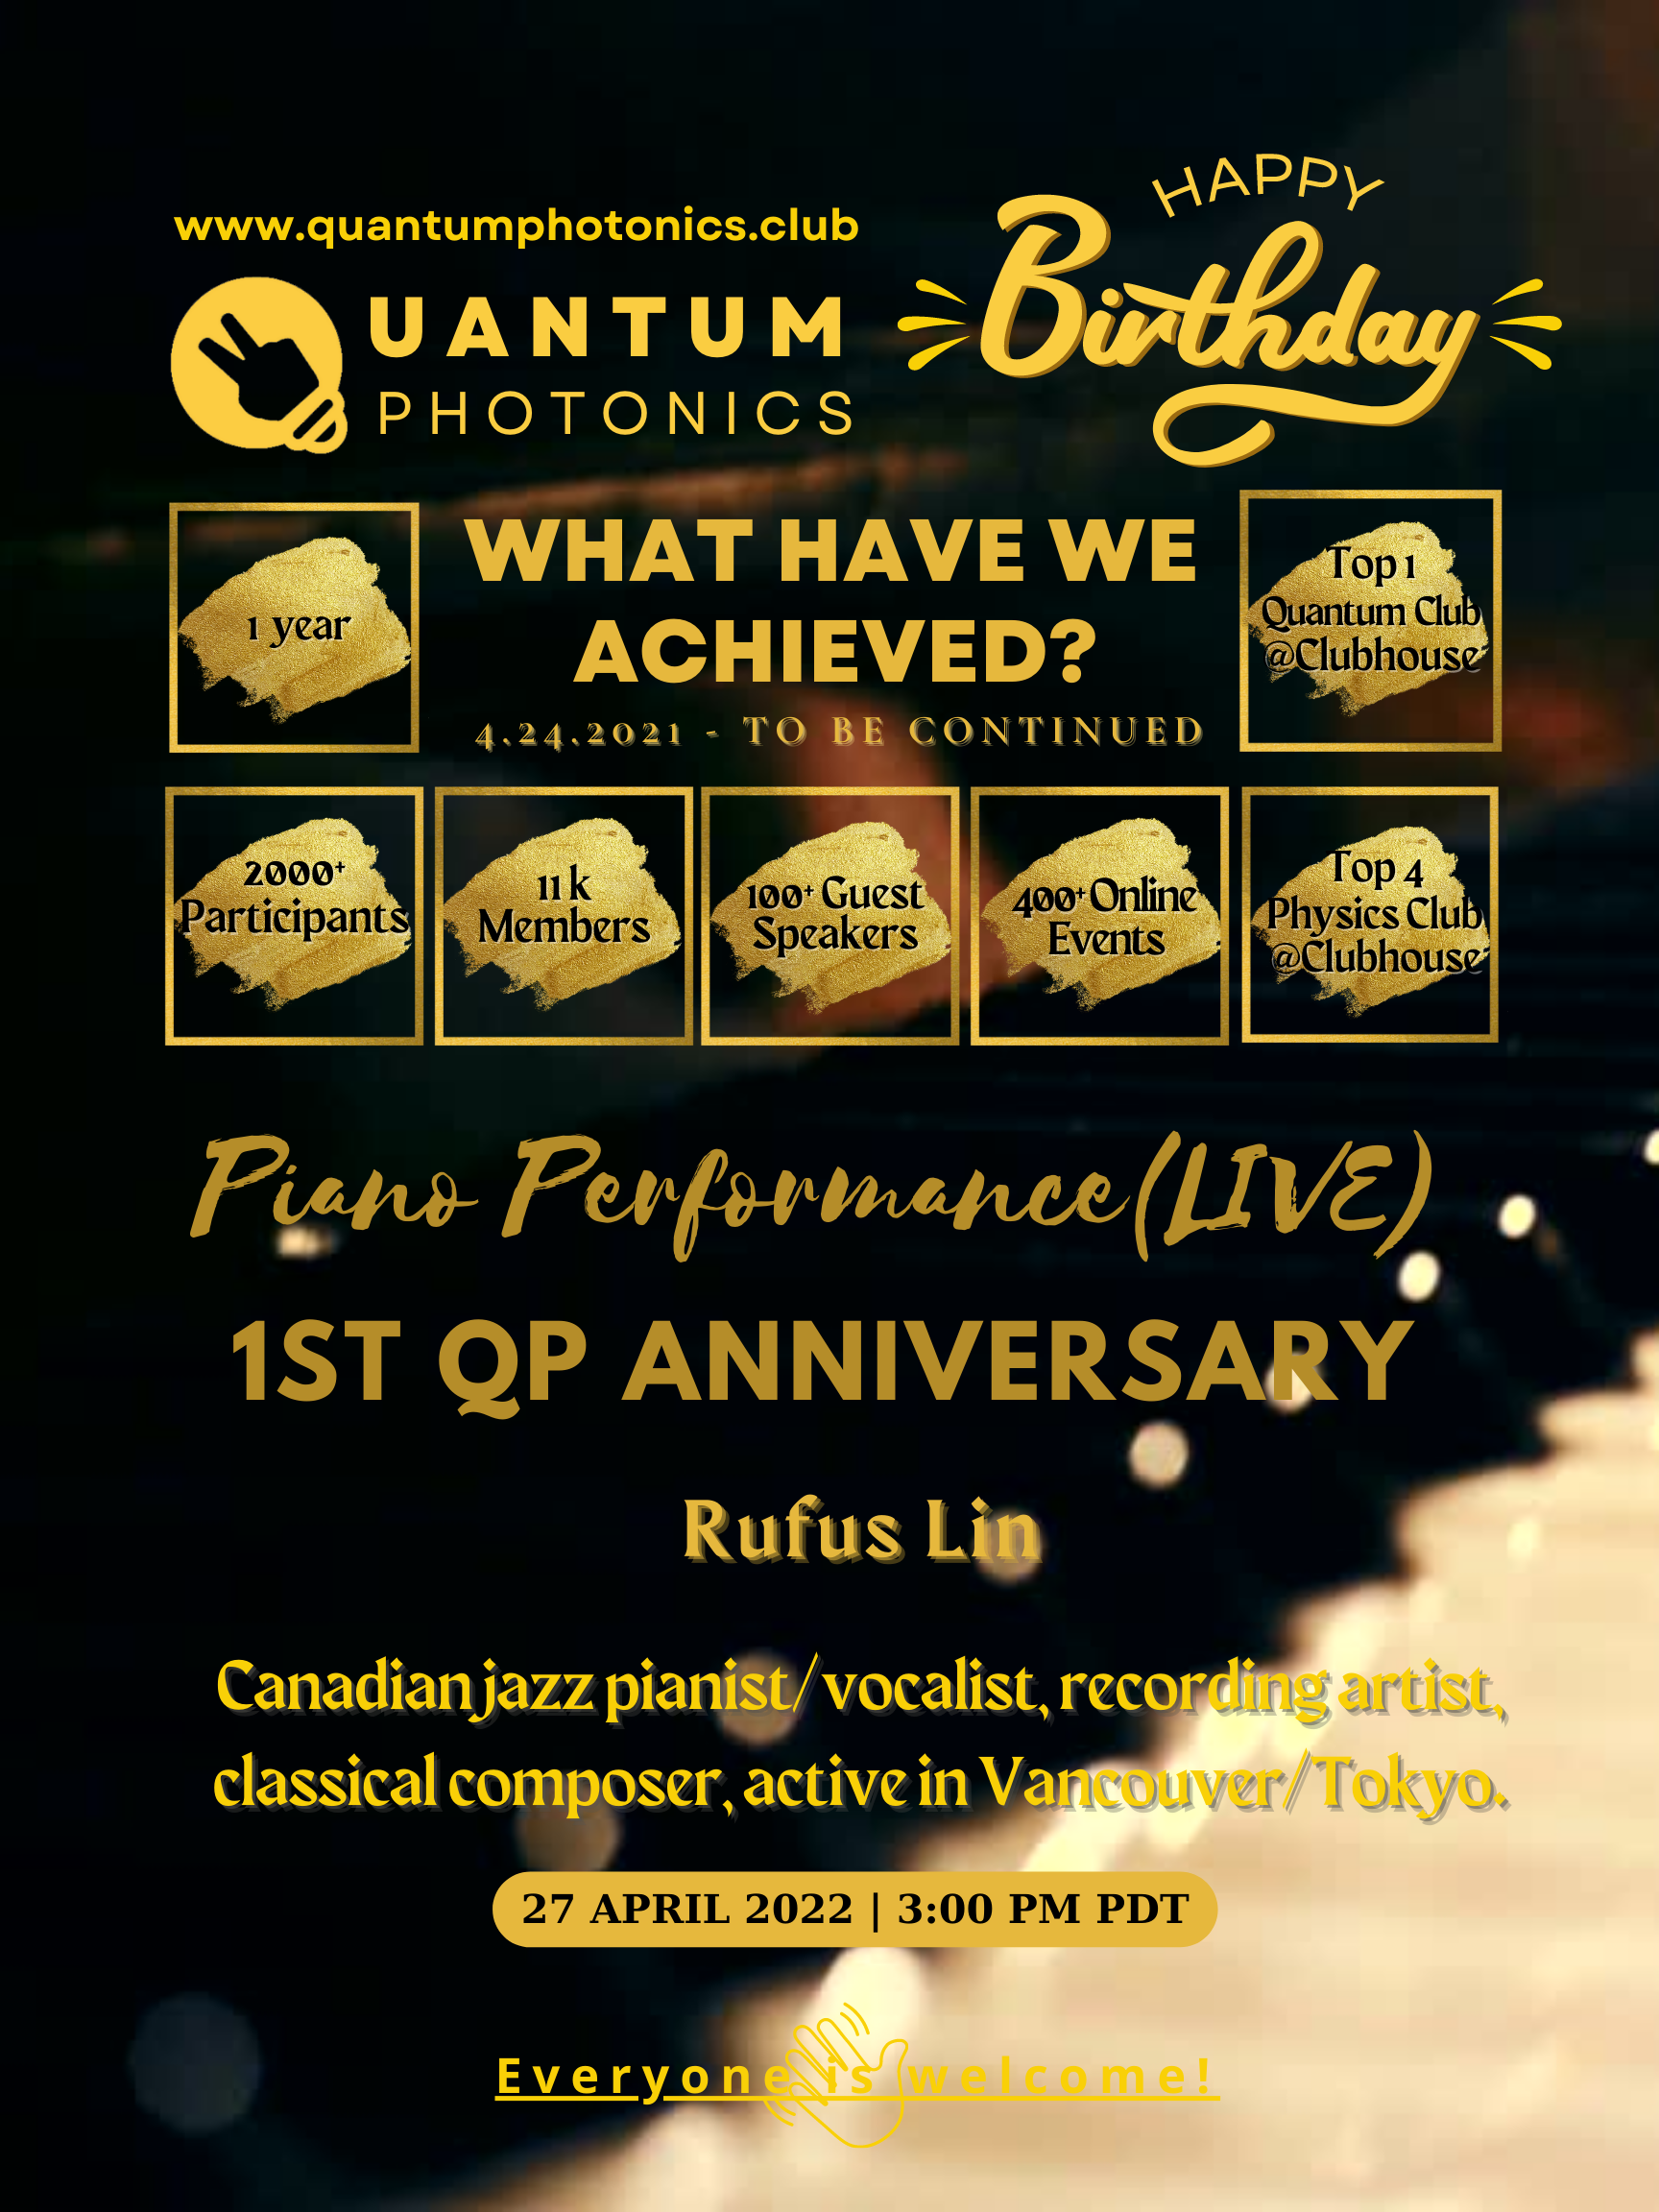 www.quantumphotonics.club
HAPPY
Birthday
UANTUM
PHOTONICS
WHAT HAVE WE
ACHIEVED?
4.24.2021 - TO BE CONTINUED
1 year
Top 1
Quantum Club
@Clubhouse
2000+
Participants
11 k
Members
100+ Guest
Speakers
400+ Online
Events
Top 4
Physics Club
@Clubhouse
Piano Performance(LIVE)
1ST QP ANNIVERSARY
Rufus Lin
Canadian jazz pianist/vocalist, recording artist,
classical composer, active in Vancouver/Tokyo.
27 APRIL 2022 | 3:00 PM PDT
Everyone is welcome!